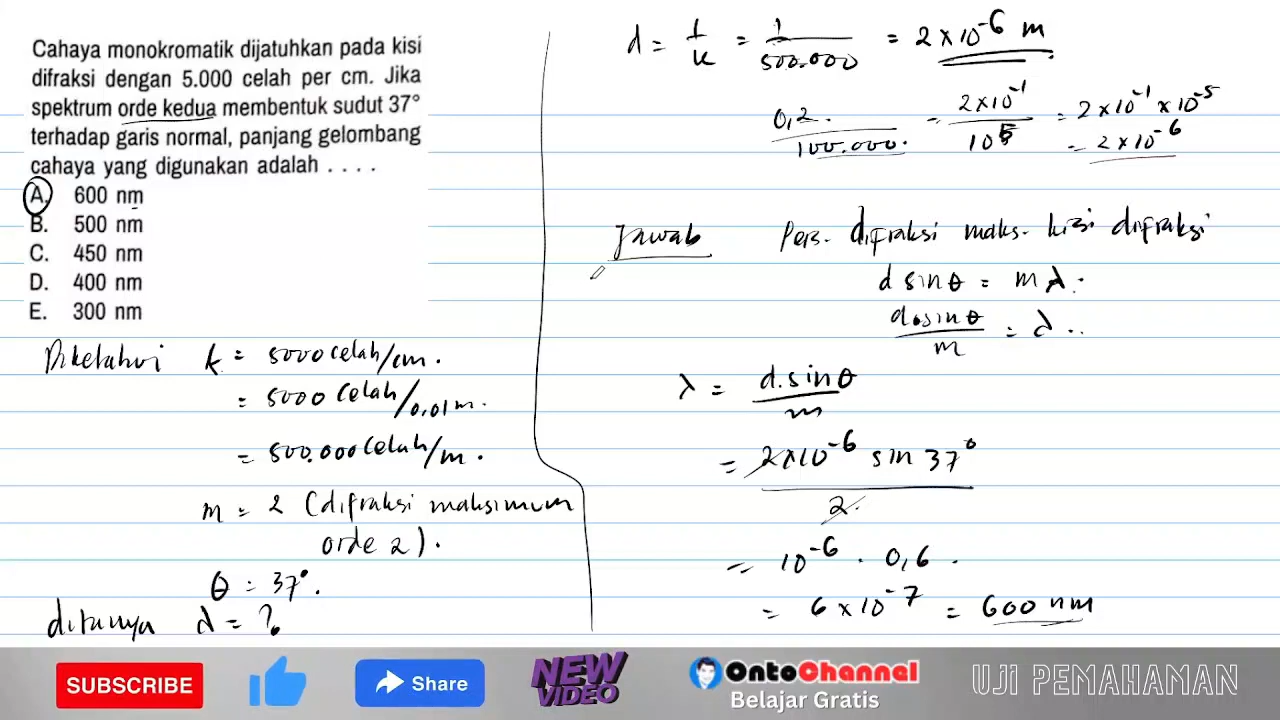 Cahaya monokromatik dijatuhkan pada kisi
difraksi dengan 5.000 celah per cm. Jika
spektrum orde kedua membentuk sudut 37°
terhadap garis normal, panjang gelombang
cahaya yang digunakan adalah . . . .
A. 600 nm
B. 500 nm
C. 450 nm
D. 400 nm
E. 300 nm
Diketahui k = 5000 celah/cm.
= 5000 celah/0,01 m.
= 500.000 celah/m.
m = 2 (difraksi maksimum
orde 2).
θ = 37°.
ditanya λ = ?
d = 1/k = 1/500.000 = 2×10⁻⁶ m
0,2./100.000. = 2×10⁻¹/10⁵ = 2×10⁻¹×10⁻⁵
= 2×10⁻⁶
Jawab Pers. difraksi maks. kisi difraksi
d sin θ = m λ.
d.sin θ/m = λ ..
λ = d.sin θ/m
= 2×10⁻⁶ sin 37°/2.
= 10⁻⁶ . 0,6 .
= 6×10⁻⁷ = 600 nm
SUBSCRIBE
Share
NEW
VIDEO
OntoChannel
Belajar Gratis
UJI PEMAHAMAN